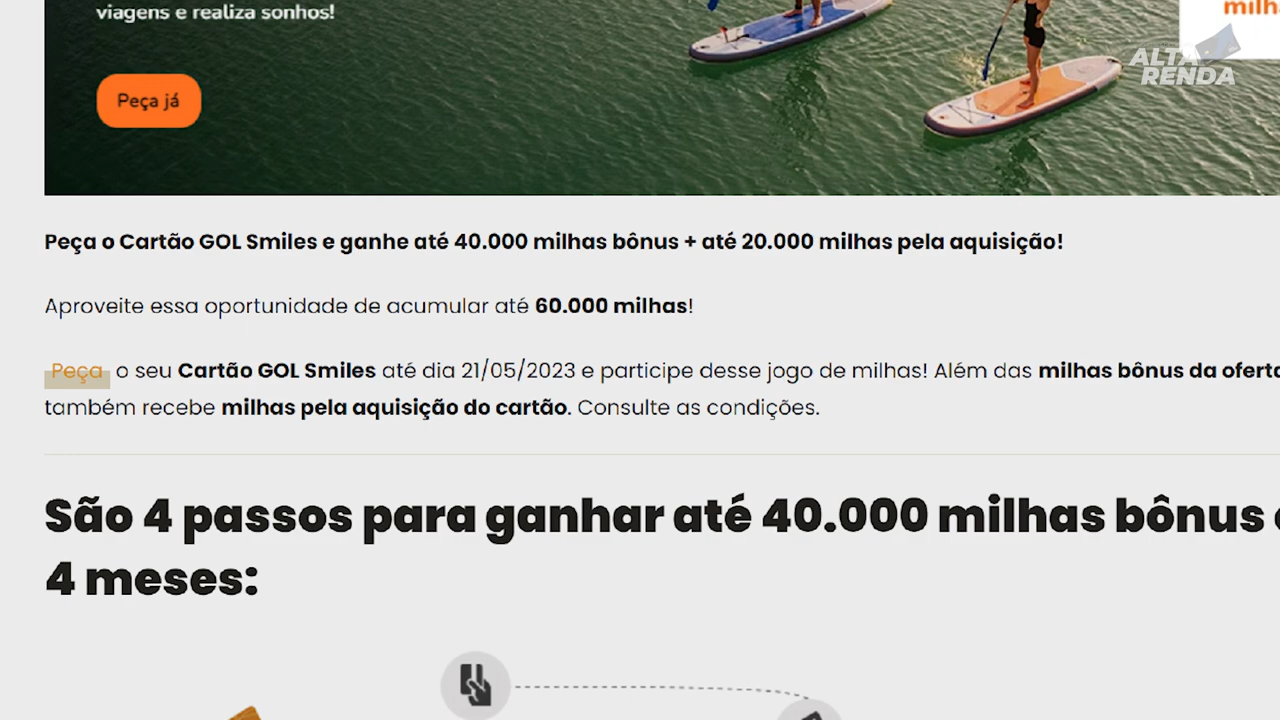 viagens e realiza sonhos!
milh
ALTA
RENDA
Peça já
Peça o Cartão GOL Smiles e ganhe até 40.000 milhas bônus + até 20.000 milhas pela aquisição!
Aproveite essa oportunidade de acumular até 60.000 milhas!
Peça o seu Cartão GOL Smiles até dia 21/05/2023 e participe desse jogo de milhas! Além das milhas bônus da oferta
também recebe milhas pela aquisição do cartão. Consulte as condições.
São 4 passos para ganhar até 40.000 milhas bônus
4 meses: